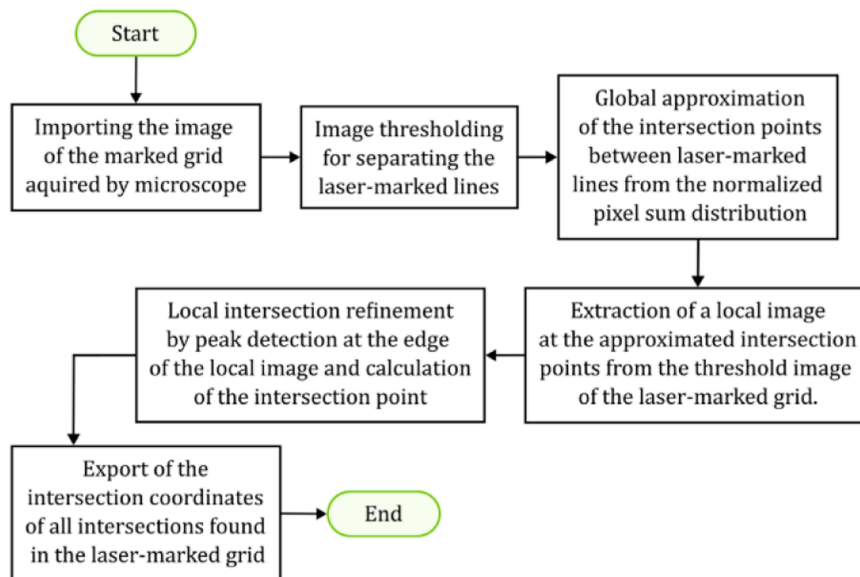 Start
Importing the image
of the marked grid
aquired by microscope
Image thresholding
for separating the
laser-marked lines
Global approximation
of the intersection points
between laser-marked
lines from the normalized
pixel sum distribution
Extraction of a local image
at the approximated intersection
points from the threshold image
of the laser-marked grid.
Local intersection refinement
by peak detection at the edge
of the local image and calculation
of the intersection point
Export of the
intersection coordinates
of all intersections found
in the laser-marked grid
End